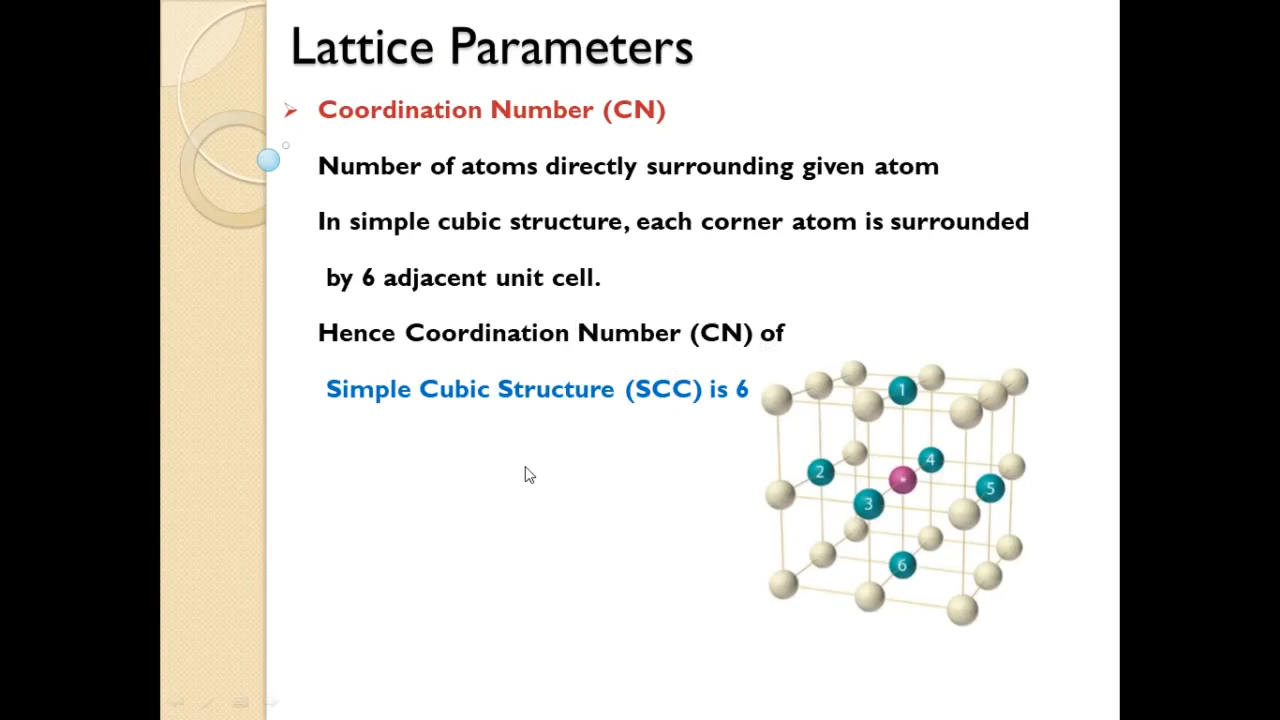 Lattice Parameters
Coordination Number (CN)
Number of atoms directly surrounding given atom
In simple cubic structure, each corner atom is surrounded
by 6 adjacent unit cell.
Hence Coordination Number (CN) of
Simple Cubic Structure (SCC) is 6
1
2
4
3
5
6